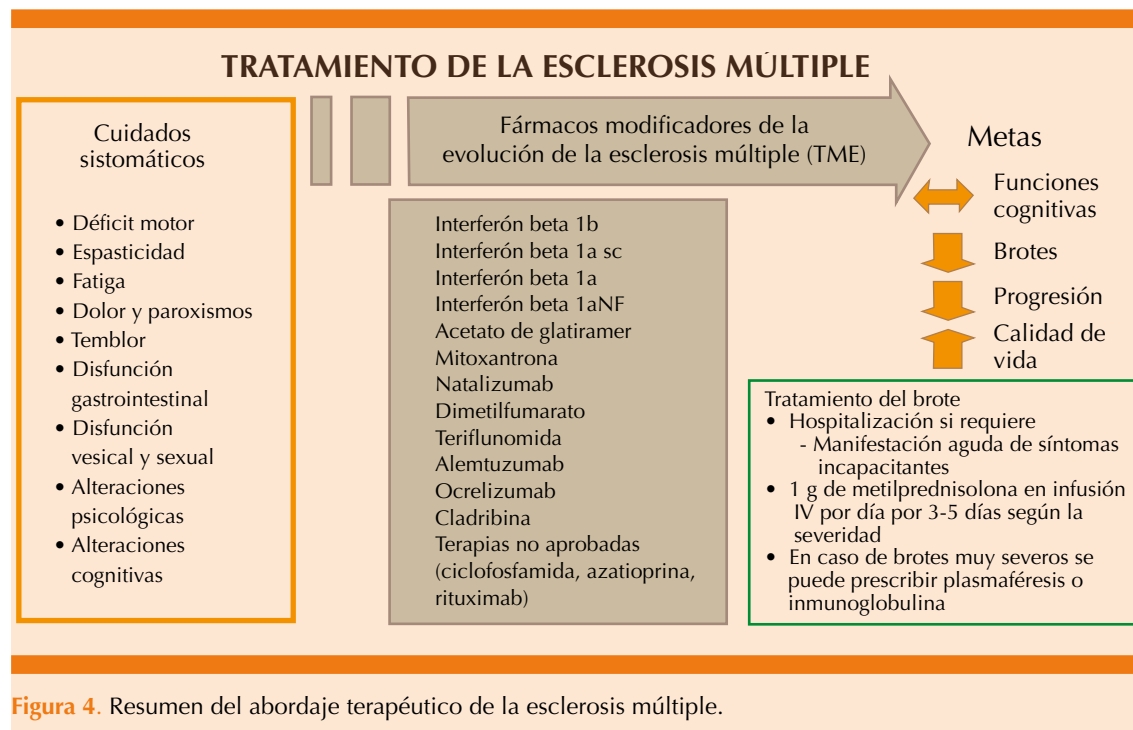 TRATAMIENTO DE LA ESCLEROSIS MÚLTIPLE
Cuidados
sistomáticos
• Déficit motor
• Espasticidad
• Fatiga
• Dolor y paroxismos
• Temblor
• Disfunción
gastrointestinal
• Disfunción
vesical y sexual
• Alteraciones
psicológicas
• Alteraciones
cognitivas
Fármacos modificadores de la
evolución de la esclerosis múltiple (TME)
Interferón beta 1b
Interferón beta 1a sc
Interferón beta 1a
Interferón beta 1aNF
Acetato de glatiramer
Mitoxantrona
Natalizumab
Dimetilfumarato
Teriflunomida
Alemtuzumab
Ocrelizumab
Cladribina
Terapias no aprobadas
(ciclofosfamida, azatioprina,
rituximab)
Metas
Funciones
cognitivas
Brotes
Progresión
Calidad de
vida
Tratamiento del brote
• Hospitalización si requiere
- Manifestación aguda de síntomas
incapacitantes
• 1 g de metilprednisolona en infusión
IV por día por 3-5 días según la
severidad
• En caso de brotes muy severos se
puede prescribir plasmaféresis o
inmunoglobulina
Figura 4. Resumen del abordaje terapéutico de la esclerosis múltiple.